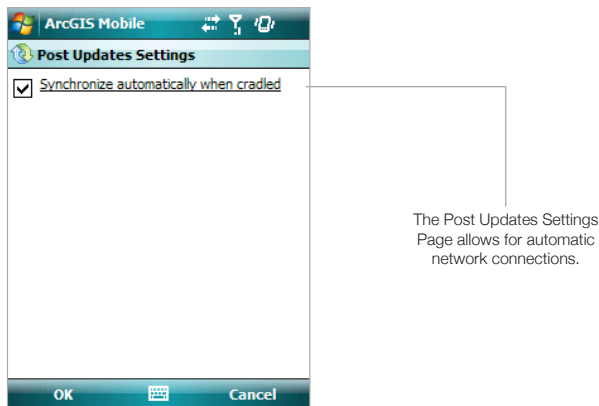 ArcGIS Mobile
Post Updates Settings
Synchronize automatically when cradled
The Post Updates Settings
Page allows for automatic
network connections.
OK
Cancel